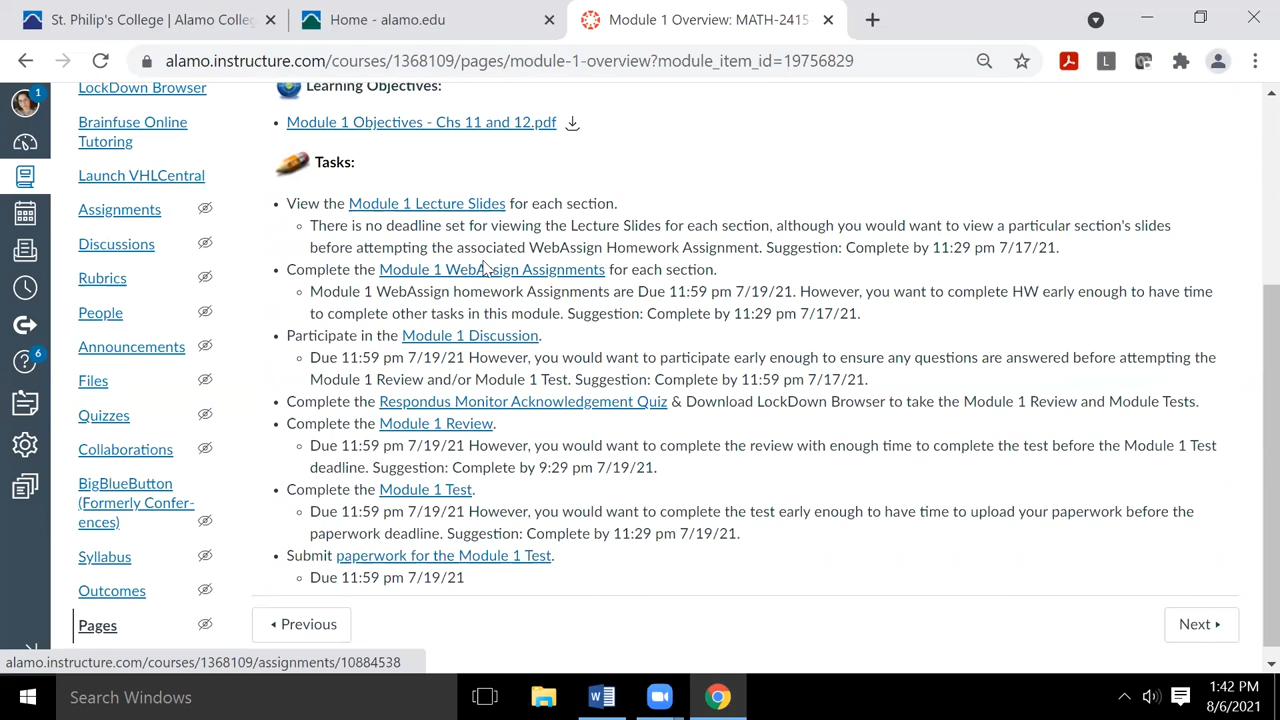 St. Philip's College | Alamo Colle
Home - alamo.edu
Module 1 Overview: MATH-2415
alamo.instructure.com/courses/1368109/pages/module-1-overview?module_item_id=19756829
L
1
6
LockDown Browser
Brainfuse Online
Tutoring
Launch VHLCentral
Assignments
Discussions
Rubrics
People
Announcements
Files
Quizzes
Collaborations
BigBlueButton
(Formerly Confer-
ences)
Syllabus
Outcomes
Pages
Learning Objectives:
• Module 1 Objectives - Chs 11 and 12.pdf
Tasks:
• View the Module 1 Lecture Slides for each section.
◦ There is no deadline set for viewing the Lecture Slides for each section, although you would want to view a particular section's slides
before attempting the associated WebAssign Homework Assignment. Suggestion: Complete by 11:29 pm 7/17/21.
• Complete the Module 1 WebAssign Assignments for each section.
◦ Module 1 WebAssign homework Assignments are Due 11:59 pm 7/19/21. However, you want to complete HW early enough to have time
to complete other tasks in this module. Suggestion: Complete by 11:29 pm 7/17/21.
• Participate in the Module 1 Discussion.
◦ Due 11:59 pm 7/19/21 However, you would want to participate early enough to ensure any questions are answered before attempting the
Module 1 Review and/or Module 1 Test. Suggestion: Complete by 11:59 pm 7/17/21.
• Complete the Respondus Monitor Acknowledgement Quiz & Download LockDown Browser to take the Module 1 Review and Module Tests.
• Complete the Module 1 Review.
◦ Due 11:59 pm 7/19/21 However, you would want to complete the review with enough time to complete the test before the Module 1 Test
deadline. Suggestion: Complete by 9:29 pm 7/19/21.
• Complete the Module 1 Test.
◦ Due 11:59 pm 7/19/21 However, you would want to complete the test early enough to have time to upload your paperwork before the
paperwork deadline. Suggestion: Complete by 11:29 pm 7/19/21.
• Submit paperwork for the Module 1 Test.
◦ Due 11:59 pm 7/19/21
Previous
Next
alamo.instructure.com/courses/1368109/assignments/10884538
Search Windows
1:42 PM
8/6/2021